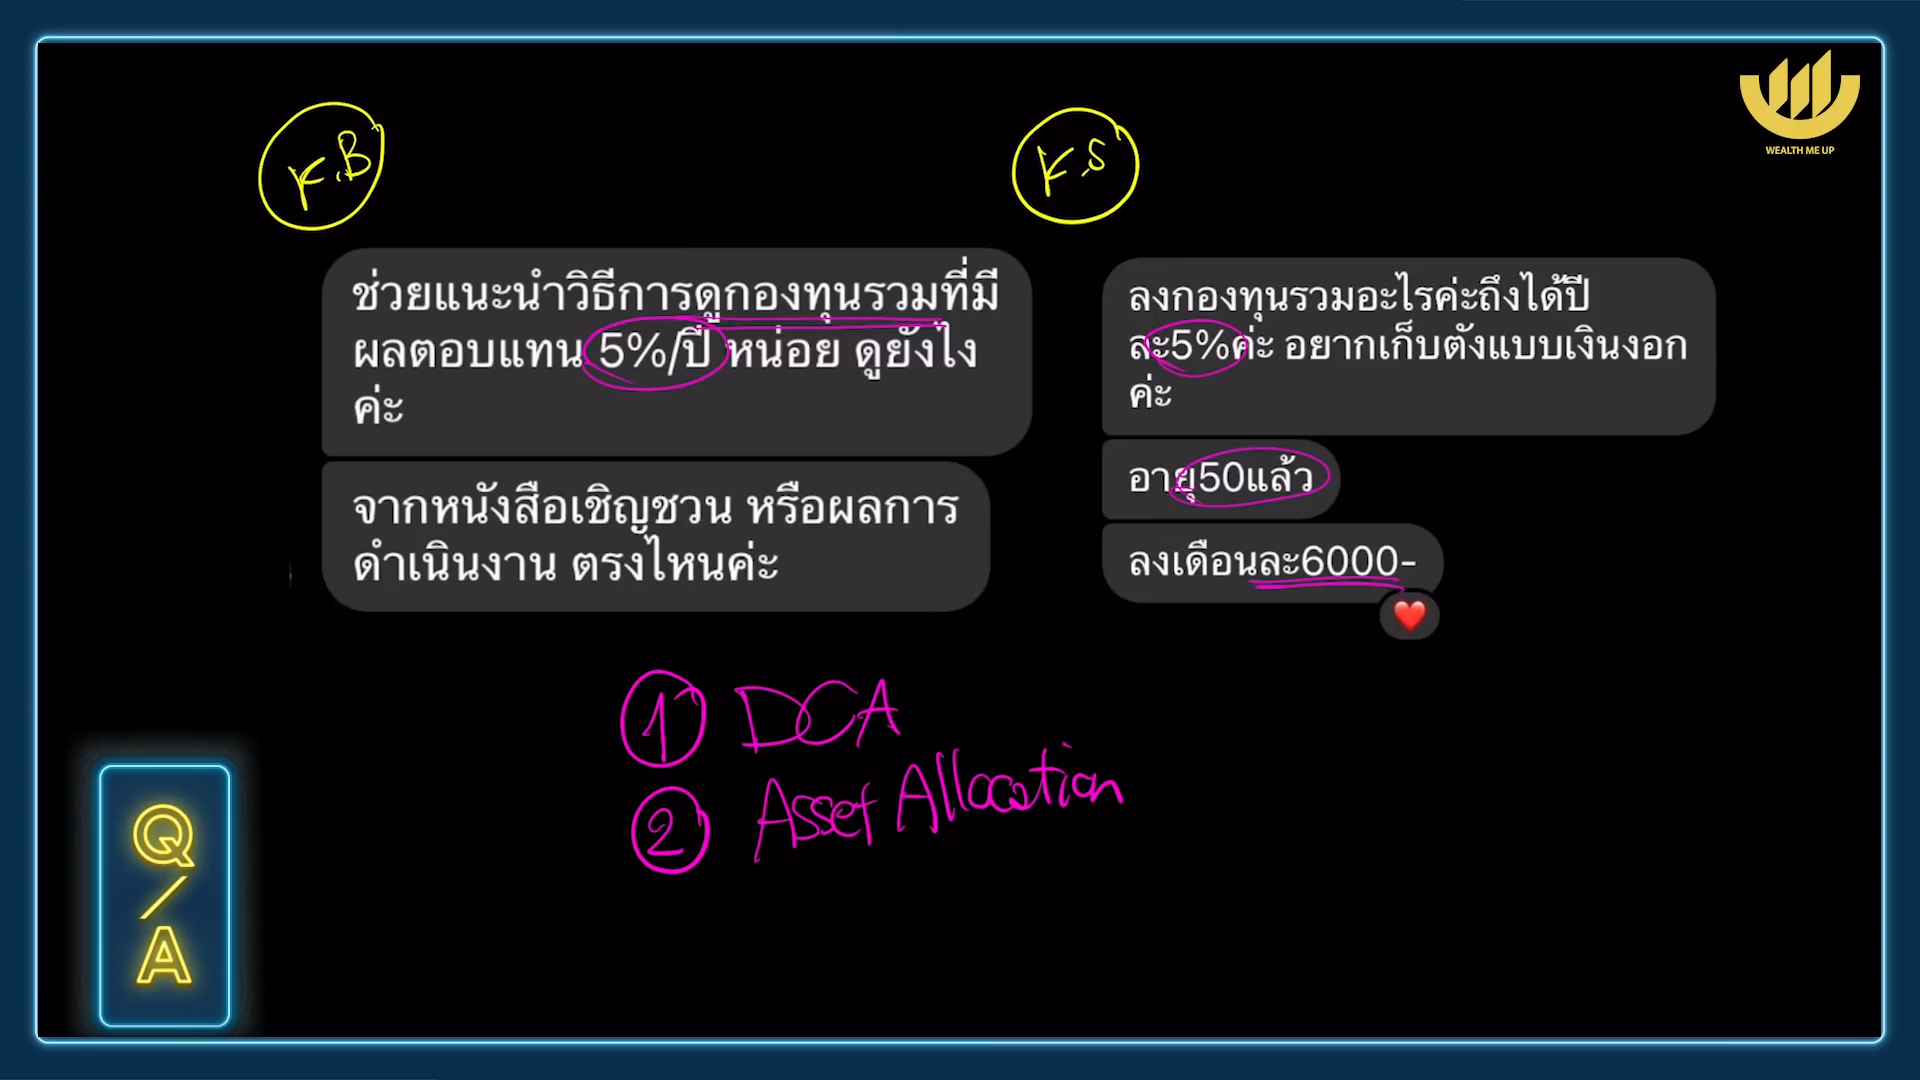 WEALTH ME UP
K.B
ช่วยแนะนำวิธีการดูกองทุนรวมที่มี
ผลตอบแทน 5%/ปี หน่อย ดูยังไง
ค่ะ
จากหนังสือเชิญชวน หรือผลการ
ดำเนินงาน ตรงไหนค่ะ
K.S
ลงกองทุนรวมอะไรค่ะถึงได้ปี
ละ5%ค่ะ อยากเก็บตังแบบเงินงอก
ค่ะ
อายุ50แล้ว
ลงเดือนละ6000-
1 DCA
2 Asset Allocation
Q
/
A